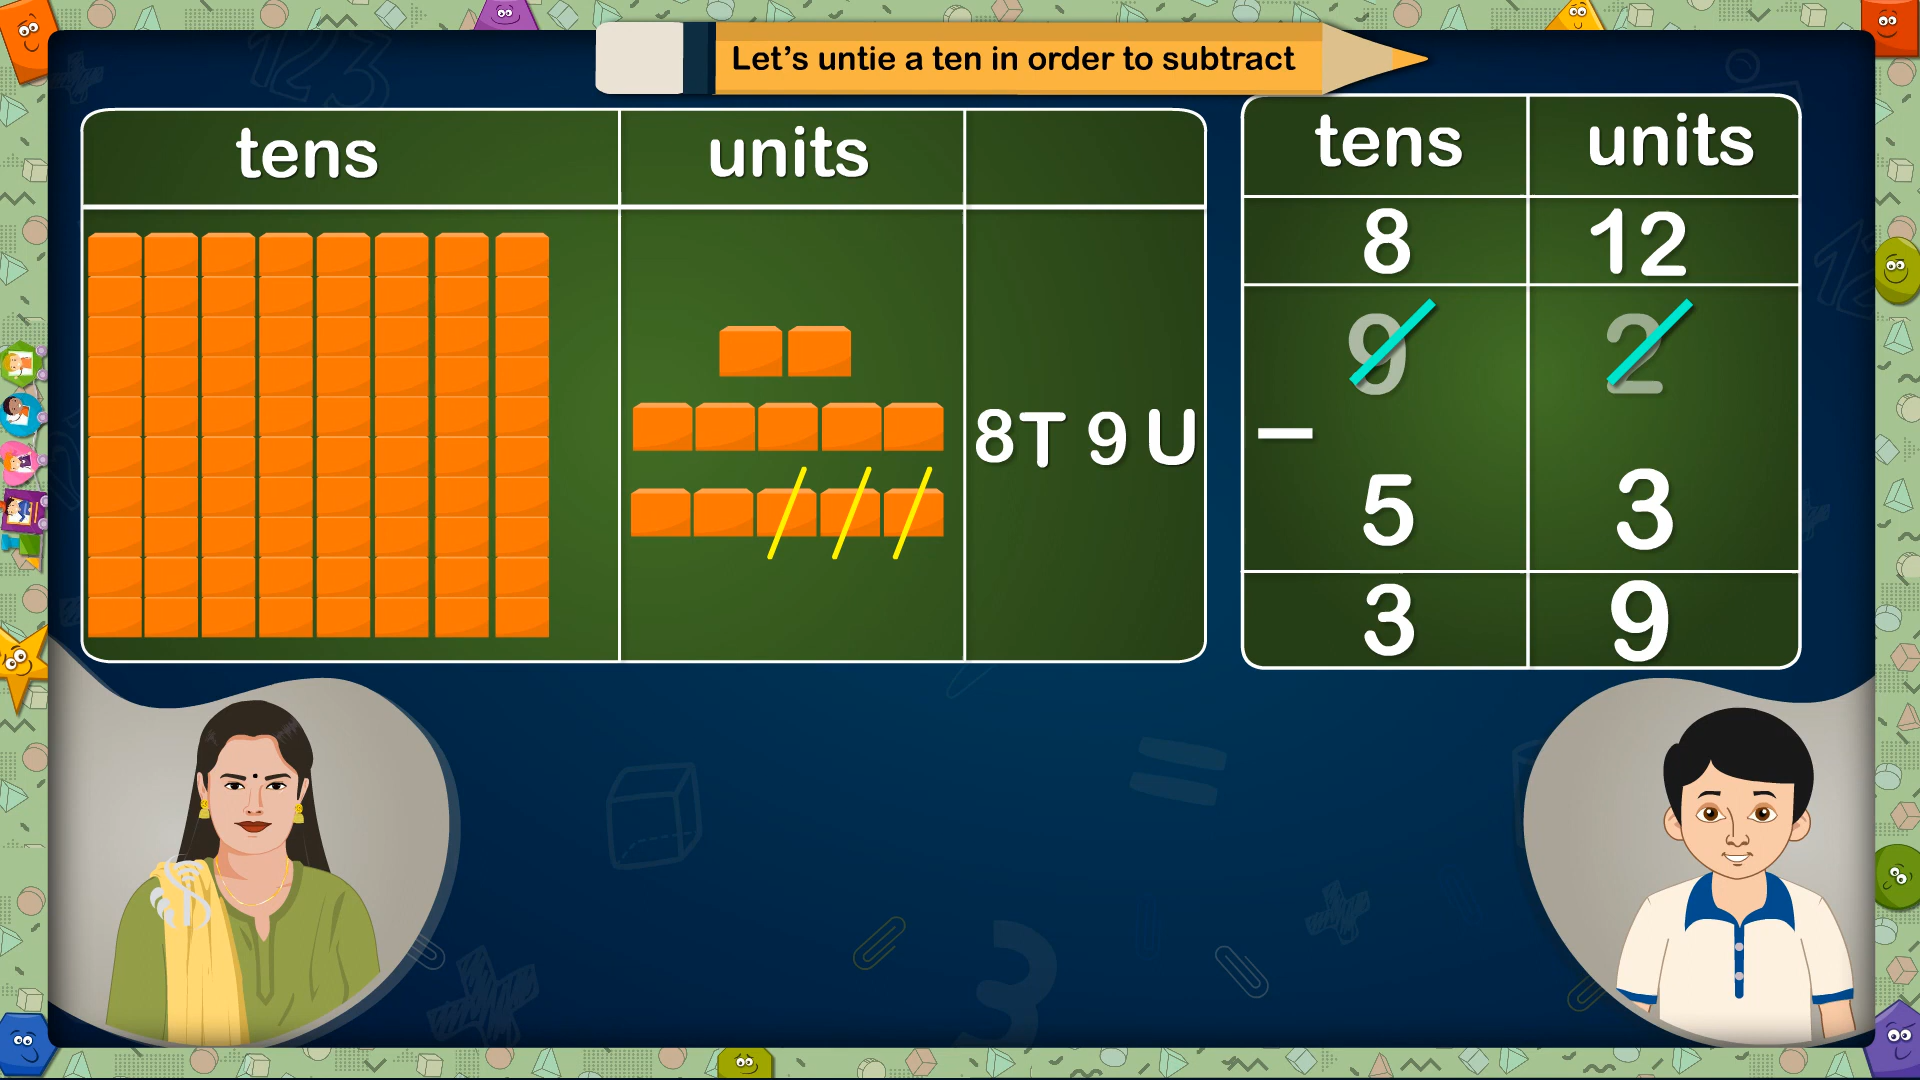 Let's untie a ten in order to subtract
tens units
8T 9 U
tens units
8 12
9 2
−
5 3
3 9